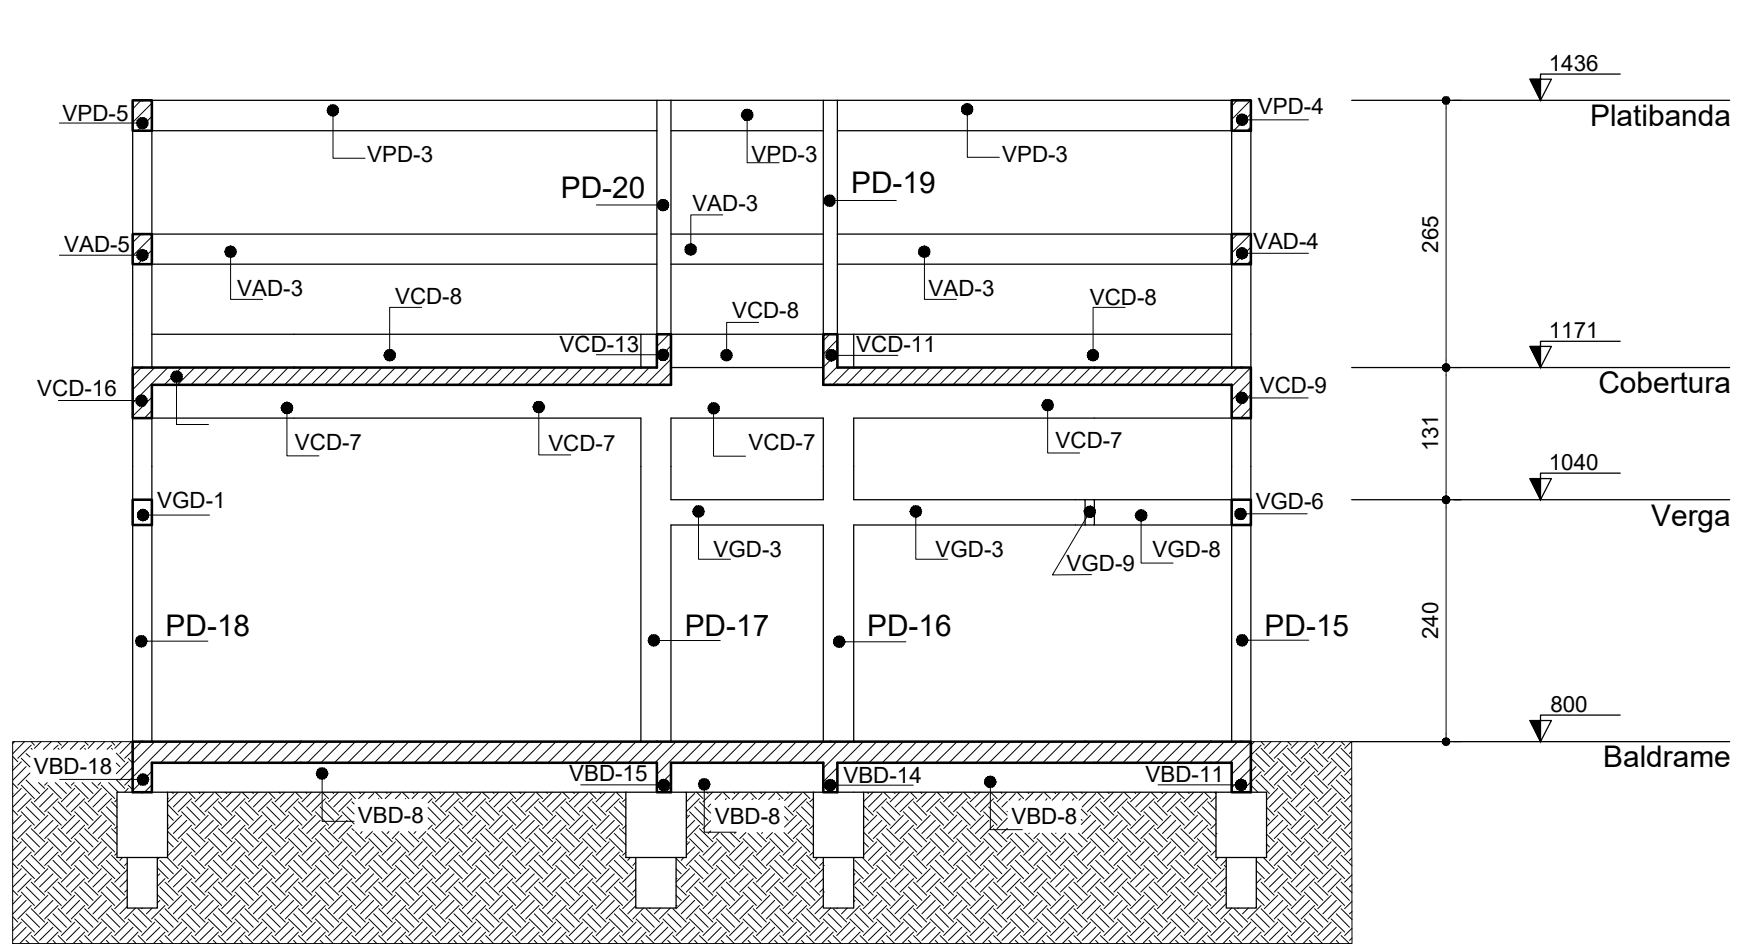 1436
VPD-5
VPD-4
Platibanda
VPD-3
VPD-3
VPD-3
PD-20
PD-19
VAD-3
265
VAD-5
VAD-4
VAD-3
VAD-3
VCD-8
VCD-8
VCD-8
1171
VCD-13
VCD-11
VCD-16
VCD-9
Cobertura
VCD-7
VCD-7
VCD-7
VCD-7
131
1040
VGD-1
VGD-6
Verga
VGD-3
VGD-3
VGD-9
VGD-8
PD-18
PD-17
PD-16
PD-15
240
800
Baldrame
VBD-18
VBD-15
VBD-14
VBD-11
VBD-8
VBD-8
VBD-8